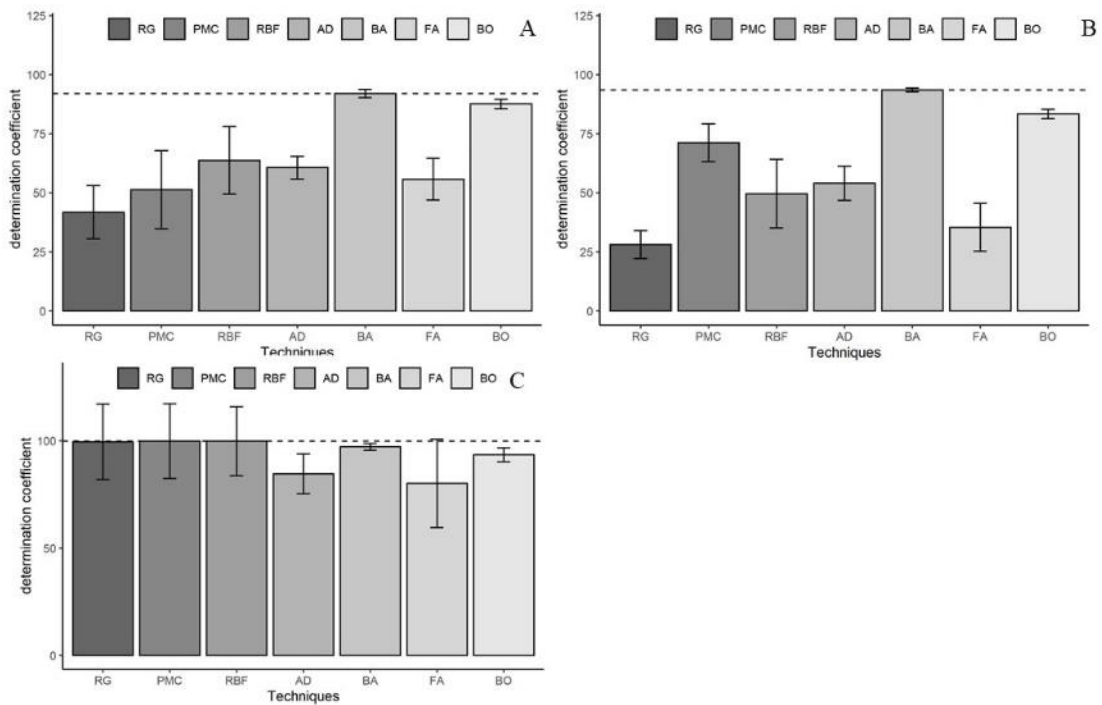 RG PMC RBF AD BA FA BO
A
125
100
75
50
25
0
determination coefficient
RG PMC RBF AD BA FA BO
Techniques
RG PMC RBF AD BA FA BO
B
125
100
75
50
25
0
determination coefficient
RG PMC RBF AD BA FA BO
Techniques
RG PMC RBF AD BA FA BO
C
100
50
0
determination coefficient
RG PMC RBF AD BA FA BO
Techniques